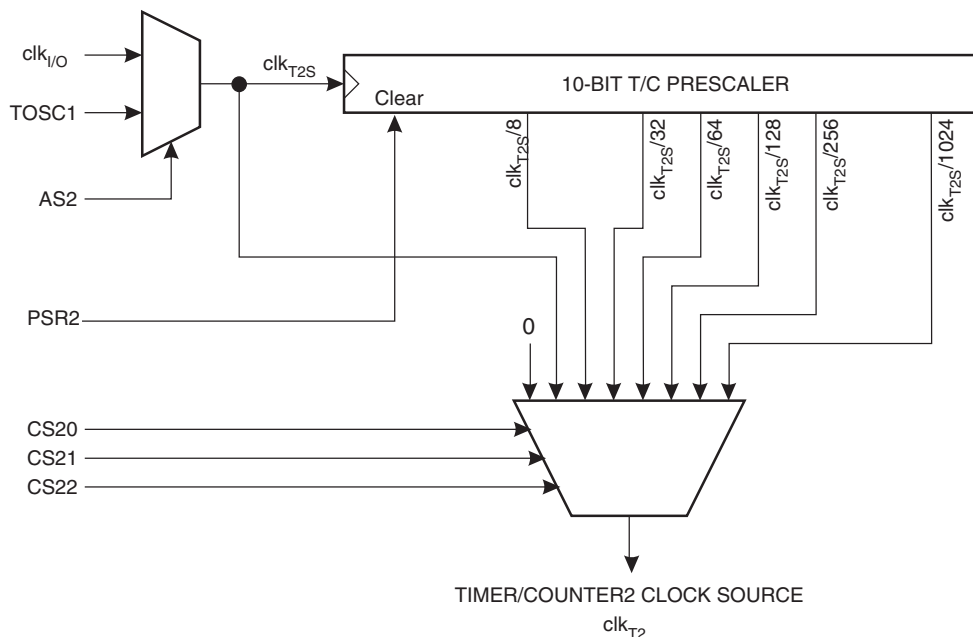 clkI/O
TOSC1
AS2
PSR2
CS20
CS21
CS22
clkT2S
10-BIT T/C PRESCALER
Clear
clkT2S/8
clkT2S/32
clkT2S/64
clkT2S/128
clkT2S/256
clkT2S/1024
0
TIMER/COUNTER2 CLOCK SOURCE
clkT2